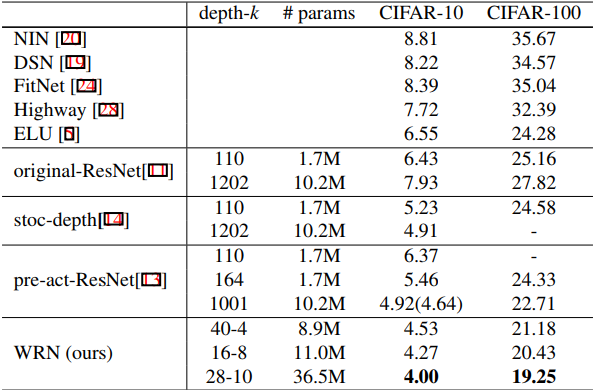 depth-k # params CIFAR-10 CIFAR-100
NIN [20] 8.81 35.67
DSN [19] 8.22 34.57
FitNet [24] 8.39 35.04
Highway [28] 7.72 32.39
ELU [5] 6.55 24.28
original-ResNet[11] 110 1.7M 6.43 25.16
1202 10.2M 7.93 27.82
stoc-depth[14] 110 1.7M 5.23 24.58
1202 10.2M 4.91 -
pre-act-ResNet[13] 110 1.7M 6.37 -
164 1.7M 5.46 24.33
1001 10.2M 4.92(4.64) 22.71
WRN (ours) 40-4 8.9M 4.53 21.18
16-8 11.0M 4.27 20.43
28-10 36.5M 4.00 19.25